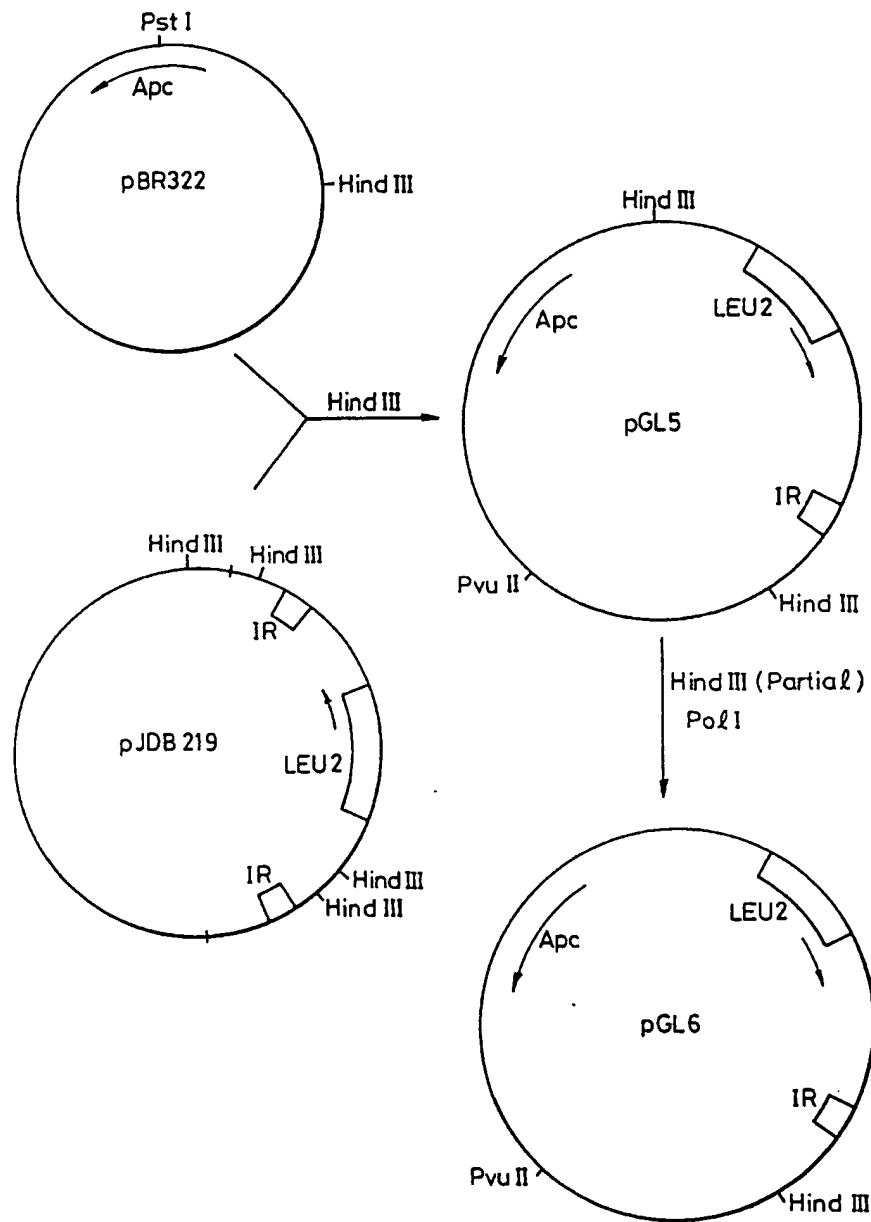 Pst I
Apc
pBR322
Hind III
Hind III
LEU2
Apc
pGL5
IR
Pvu II
Hind III
Hind III
Hind III
Hind III
IR
pJDB 219
LEU2
IR
Hind III
Hind III
Hind III (Partial)
Pol I
LEU2
Apc
pGL6
IR
Pvu II
Hind III